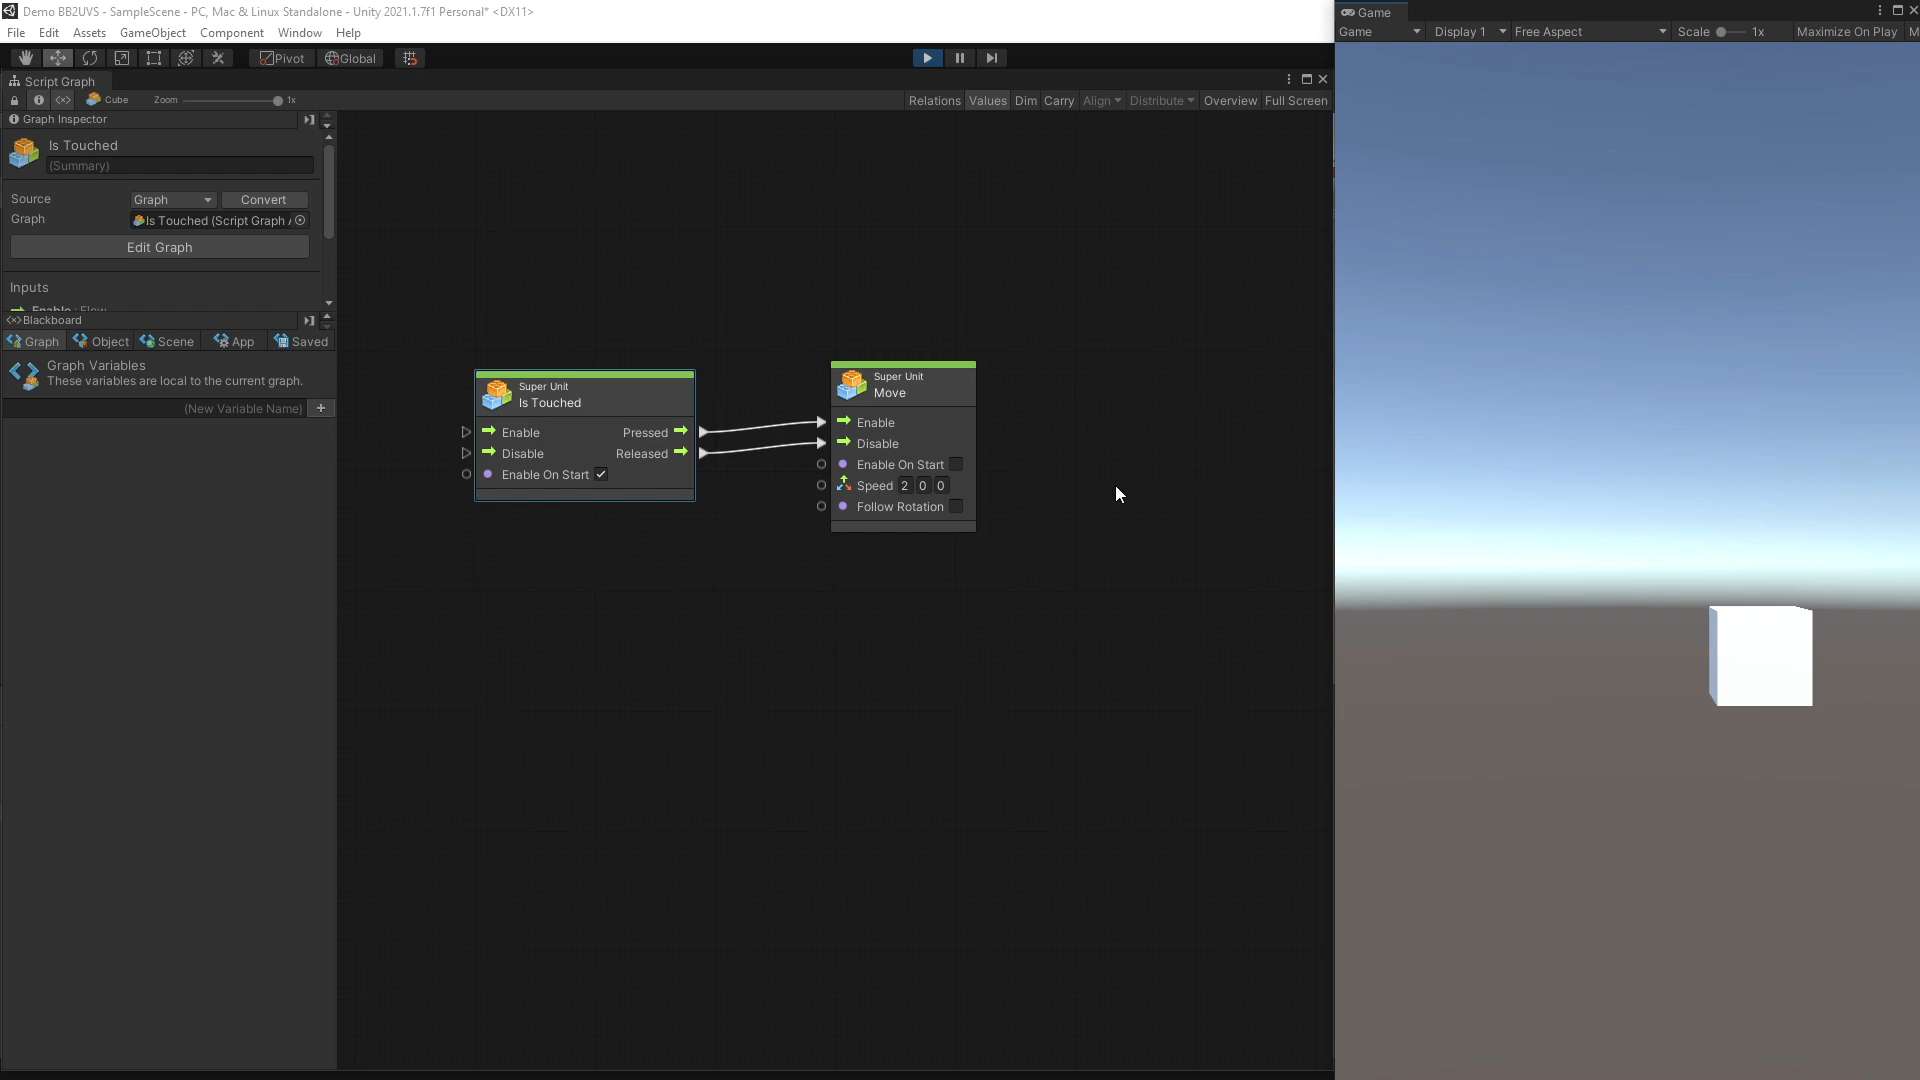 Demo BB2UVS - SampleScene - PC, Mac & Linux Standalone - Unity 2021.1.7f1 Personal* <DX11>
File Edit Assets GameObject Component Window Help
Pivot Global
Script Graph
Cube Zoom 1x
Relations Values Dim Carry Align Distribute Overview Full Screen
Graph Inspector
Is Touched
(Summary)
Source Graph Convert
Graph Is Touched (Script Graph
Edit Graph
Inputs
Enable : Flow
<x>Blackboard
Graph Object Scene App Saved
Graph Variables
These variables are local to the current graph.
(New Variable Name) +
Super Unit
Is Touched
Enable Pressed
Disable Released
Enable On Start
Super Unit
Move
Enable
Disable
Enable On Start
Speed 2 0 0
Follow Rotation
Game
Game Display 1 Free Aspect Scale 1x Maximize On Play M